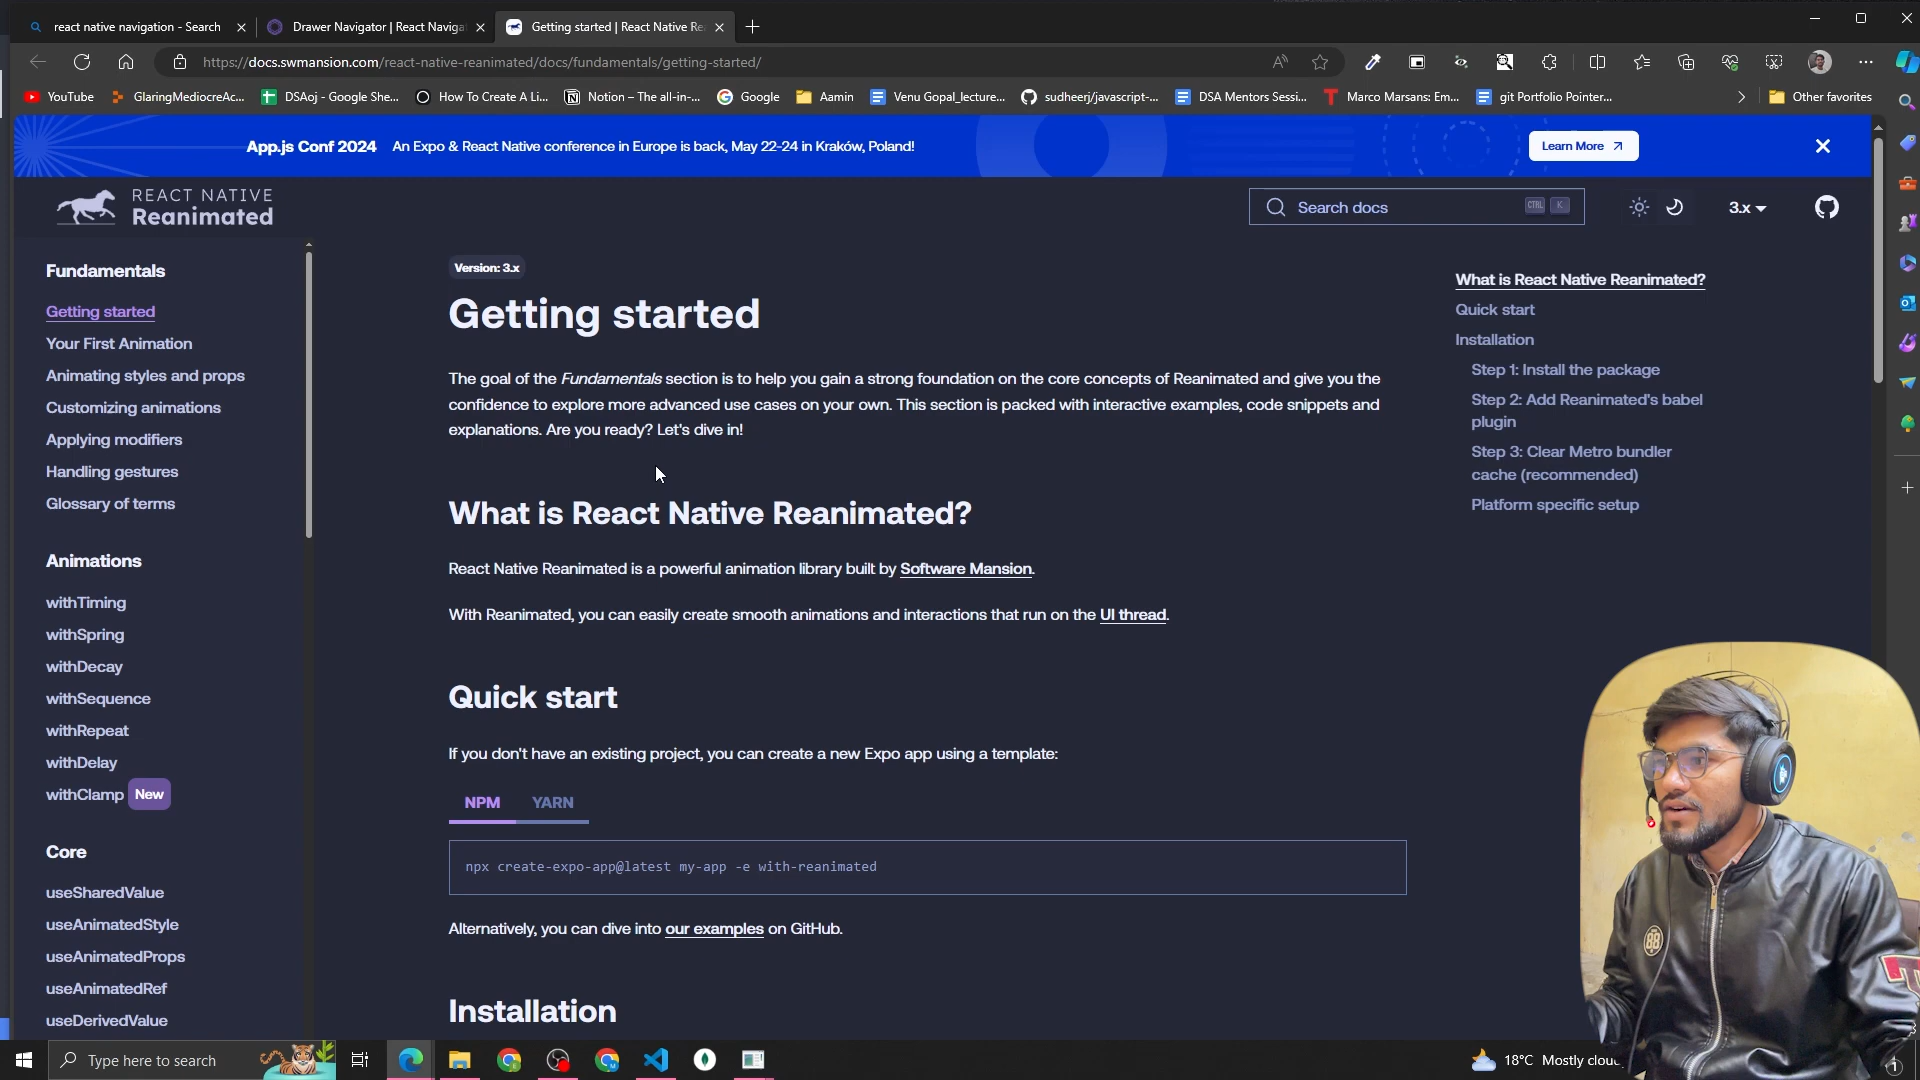 react native navigation - Search
Drawer Navigator | React Naviga
Getting started | React Native Re
https://docs.swmansion.com/react-native-reanimated/docs/fundamentals/getting-started/
YouTube
GlaringMediocreAc...
DSAoj - Google She...
How To Create A Li...
Notion – The all-in-...
Google
Aamin
Venu Gopal_lecture...
sudheerj/javascript-...
DSA Mentors Sessi...
Marco Marsans: Em...
git Portfolio Pointer...
Other favorites
App.js Conf 2024 An Expo & React Native conference in Europe is back, May 22-24 in Kraków, Poland!
Learn More
REACT NATIVE
Reanimated
Search docs
CTRL K
3.x
Fundamentals
Getting started
Your First Animation
Animating styles and props
Customizing animations
Applying modifiers
Handling gestures
Glossary of terms
Animations
withTiming
withSpring
withDecay
withSequence
withRepeat
withDelay
withClamp New
Core
useSharedValue
useAnimatedStyle
useAnimatedProps
useAnimatedRef
useDerivedValue
Version: 3.x
Getting started
The goal of the Fundamentals section is to help you gain a strong foundation on the core concepts of Reanimated and give you the
confidence to explore more advanced use cases on your own. This section is packed with interactive examples, code snippets and
explanations. Are you ready? Let's dive in!
What is React Native Reanimated?
React Native Reanimated is a powerful animation library built by Software Mansion.
With Reanimated, you can easily create smooth animations and interactions that run on the UI thread.
Quick start
If you don't have an existing project, you can create a new Expo app using a template:
NPM YARN
npx create-expo-app@latest my-app -e with-reanimated
Alternatively, you can dive into our examples on GitHub.
Installation
What is React Native Reanimated?
Quick start
Installation
Step 1: Install the package
Step 2: Add Reanimated's babel
plugin
Step 3: Clear Metro bundler
cache (recommended)
Platform specific setup
88
Type here to search
18°C Mostly clou
1